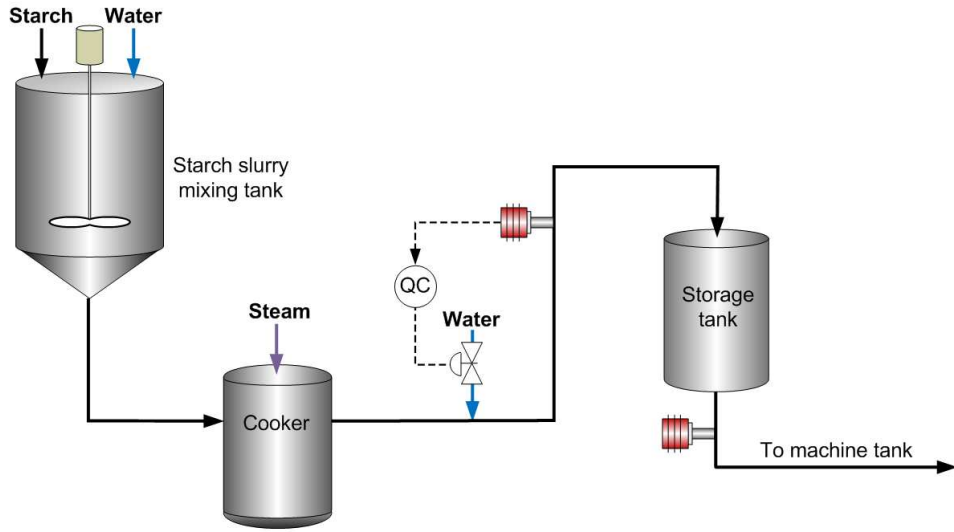 Starch
Water
Starch slurry
mixing tank
QC
Steam
Water
Cooker
Storage
tank
To machine tank